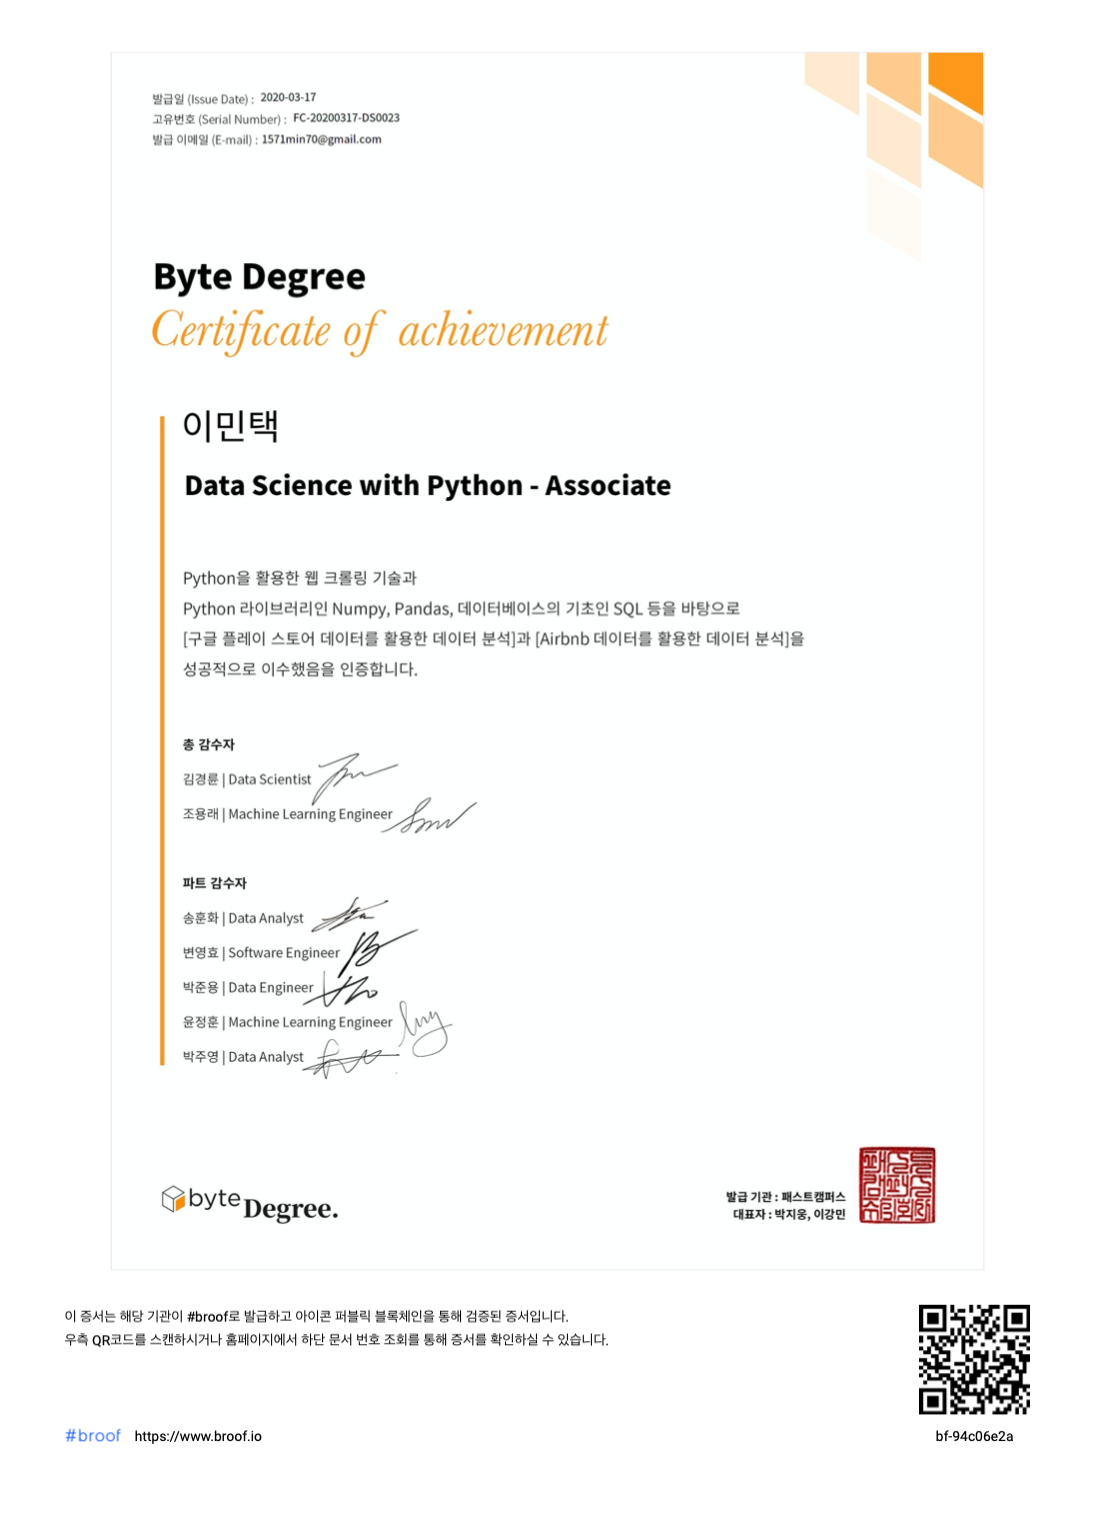 발급일 (Issue Date) : 2020-03-17
고유번호 (Serial Number) : FC-20200317-DS0023
발급 이메일 (E-mail) : 1571min70@gmail.com
Byte Degree
Certificate of achievement
이민택
Data Science with Python - Associate
Python을 활용한 웹 크롤링 기술과
Python 라이브러리인 Numpy, Pandas, 데이터베이스의 기초인 SQL 등을 바탕으로
[구글 플레이 스토어 데이터를 활용한 데이터 분석]과 [Airbnb 데이터를 활용한 데이터 분석]을
성공적으로 이수했음을 인증합니다.
총 감수자
김경륜 | Data Scientist
조용래 | Machine Learning Engineer
파트 감수자
송훈화 | Data Analyst
변영효 | Software Engineer
박준용 | Data Engineer
윤정훈 | Machine Learning Engineer
박주영 | Data Analyst
byte Degree.
발급 기관 : 패스트캠퍼스
대표자 : 박지웅, 이강민
이 증서는 해당 기관이 #broof로 발급하고 아이콘 퍼블릭 블록체인을 통해 검증된 증서입니다.
우측 QR코드를 스캔하시거나 홈페이지에서 하단 문서 번호 조회를 통해 증서를 확인하실 수 있습니다.
#broof https://www.broof.io
bf-94c06e2a